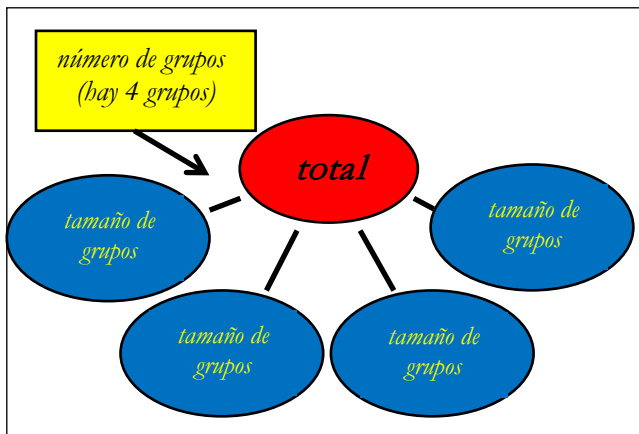 número de grupos
(hay 4 grupos)
total
tamaño de
grupos
tamaño de
grupos
tamaño de
grupos
tamaño de
grupos